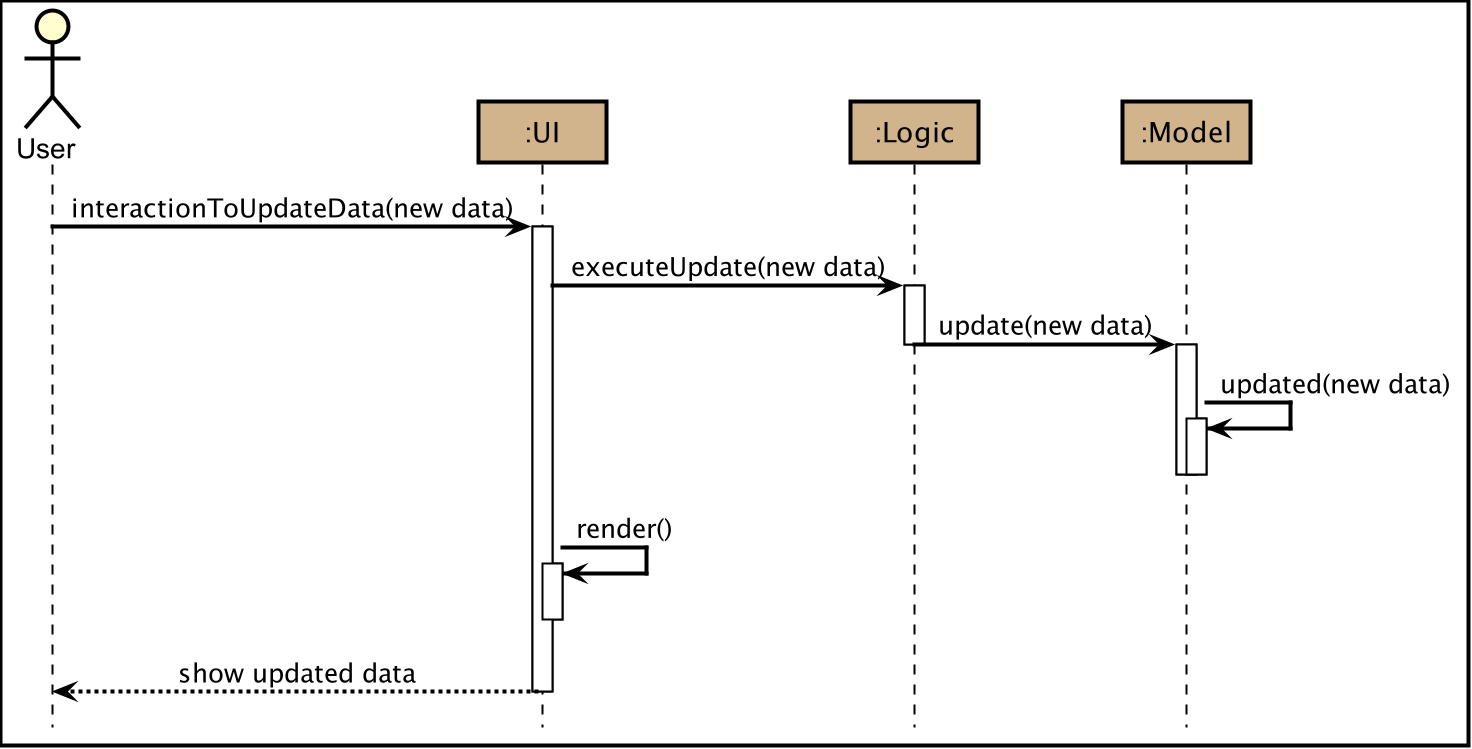 User
:UI
:Logic
:Model
interactionToUpdateData(new data)
executeUpdate(new data)
update(new data)
updated(new data)
render()
show updated data